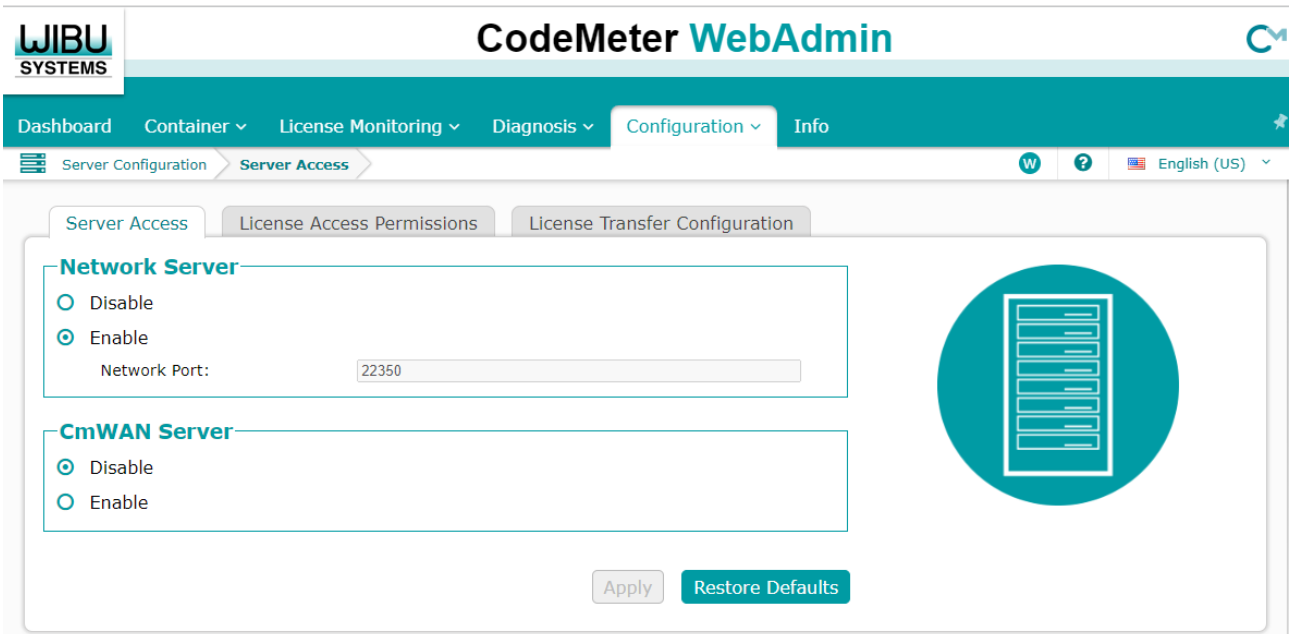 WIBU
SYSTEMS
CodeMeter WebAdmin
CM
Dashboard Container License Monitoring Diagnosis Configuration Info
Server Configuration Server Access W ? English (US)
Server Access License Access Permissions License Transfer Configuration
Network Server
Disable
Enable
Network Port: 22350
CmWAN Server
Disable
Enable
Apply Restore Defaults